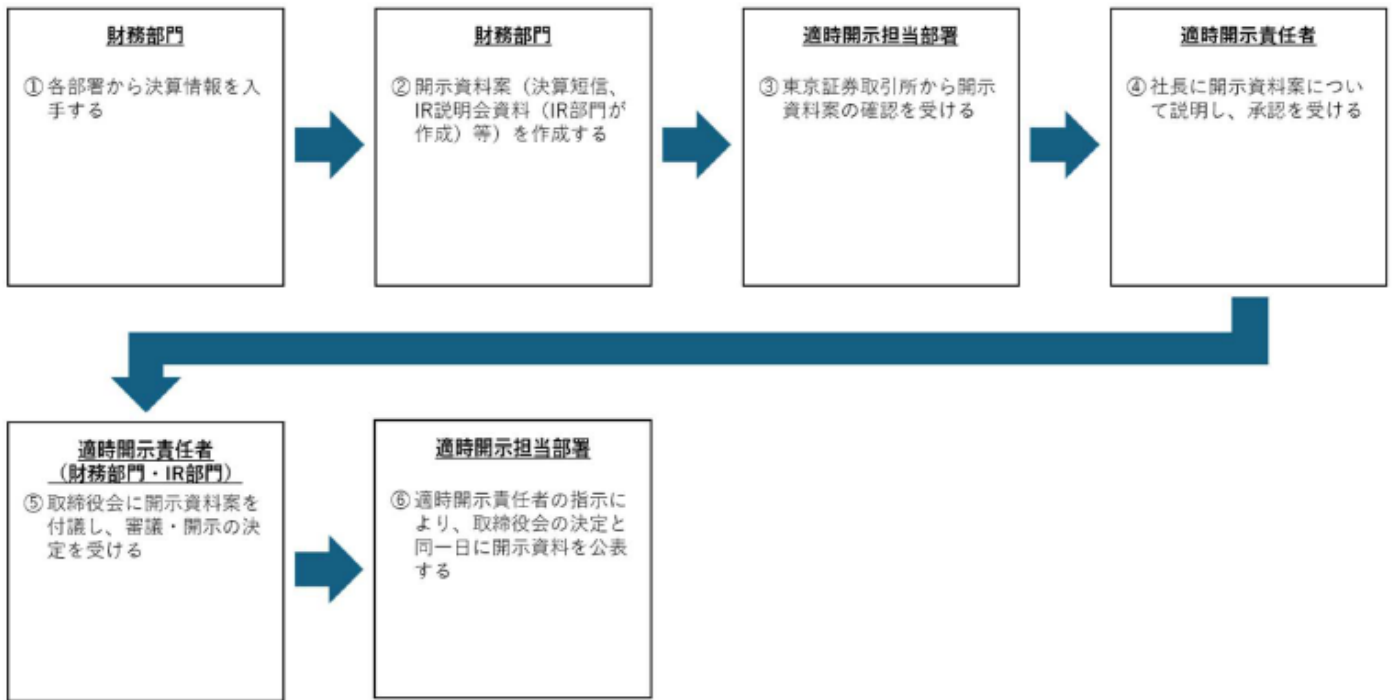 財務部門
①各部署から決算情報を入
手する
財務部門
②開示資料案（決算短信、
IR説明会資料（IR部門が
作成）等）を作成する
適時開示担当部署
③東京証券取引所から開示
資料案の確認を受ける
適時開示責任者
④社長に開示資料案につい
て説明し、承認を受ける
適時開示責任者
（財務部門・IR部門）
⑤取締役会に開示資料案を
付議し、審議・開示の決
定を受ける
適時開示担当部署
⑥適時開示責任者の指示に
より、取締役会の決定と
同一日に開示資料を公表
する